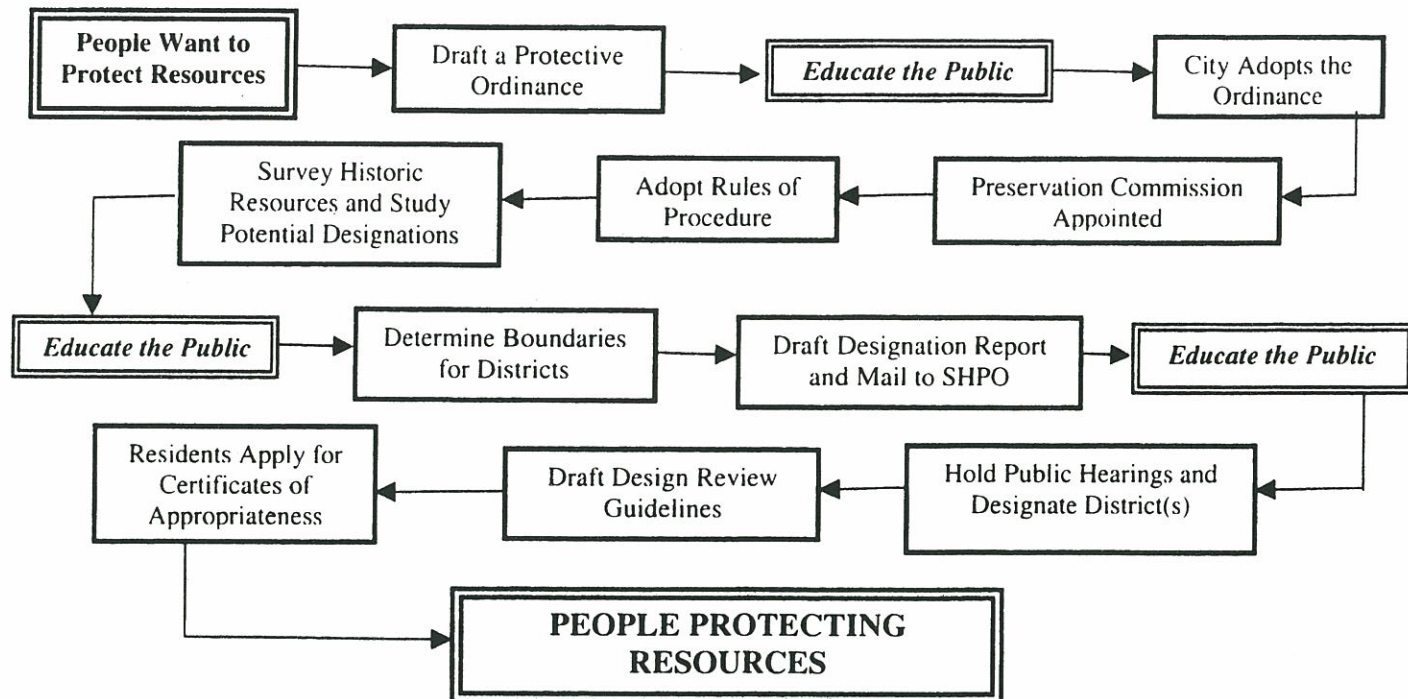 People Want to
Protect Resources
Draft a Protective
Ordinance
Educate the Public
City Adopts the
Ordinance
Preservation Commission
Appointed
Adopt Rules of
Procedure
Survey Historic
Resources and Study
Potential Designations
Educate the Public
Determine Boundaries
for Districts
Draft Designation Report
and Mail to SHPO
Educate the Public
Hold Public Hearings and
Designate District(s)
Draft Design Review
Guidelines
Residents Apply for
Certificates of
Appropriateness
PEOPLE PROTECTING
RESOURCES